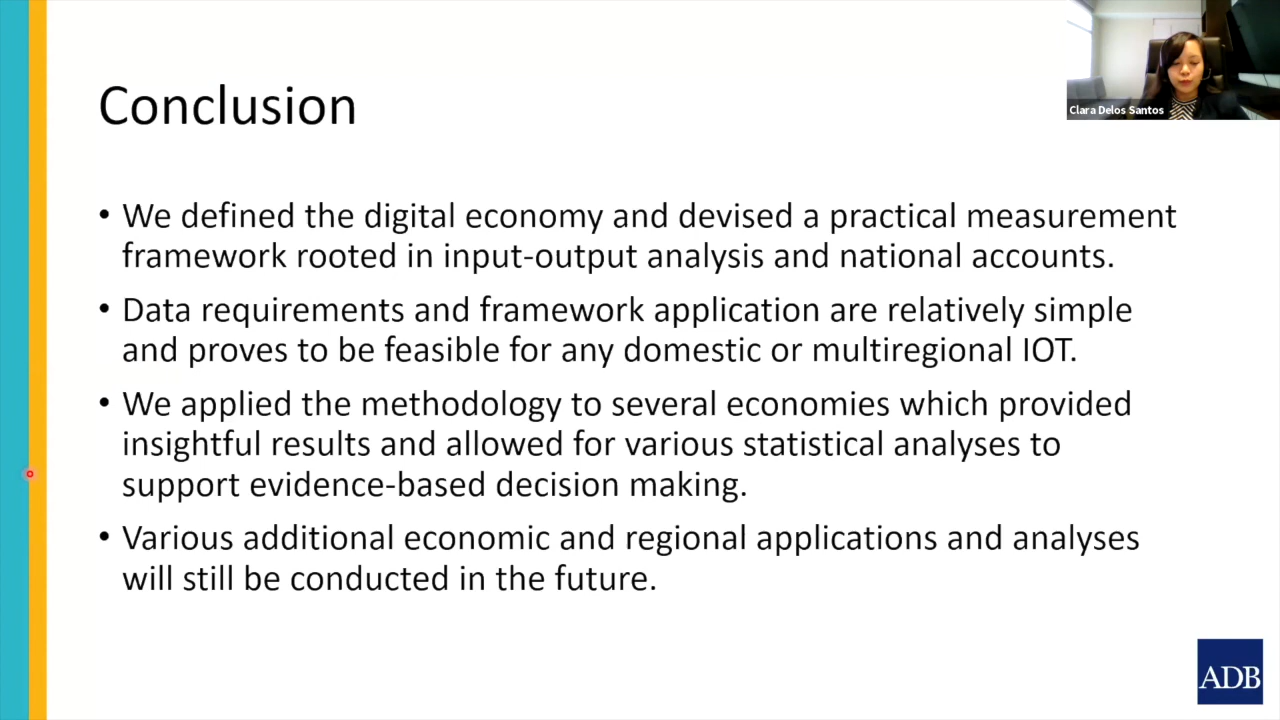 Clara Delos Santos
Conclusion
• We defined the digital economy and devised a practical measurement
framework rooted in input-output analysis and national accounts.
• Data requirements and framework application are relatively simple
and proves to be feasible for any domestic or multiregional IOT.
• We applied the methodology to several economies which provided
insightful results and allowed for various statistical analyses to
support evidence-based decision making.
• Various additional economic and regional applications and analyses
will still be conducted in the future.
ADB